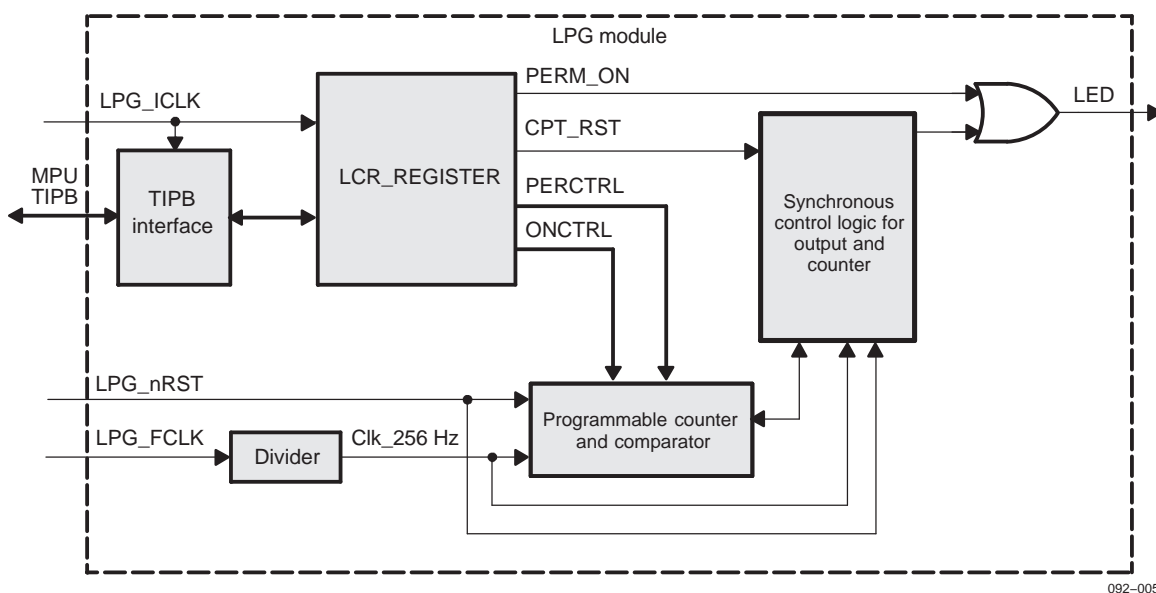 LPG module
PERM_ON
LPG_ICLK
LED
CPT_RST
LCR_REGISTER
MPU
TIPB
TIPB
interface
PERCTRL
ONCTRL
Synchronous
control logic for
output and
counter
LPG_nRST
Programmable counter
and comparator
LPG_FCLK
Divider
Clk_256 Hz
092–005